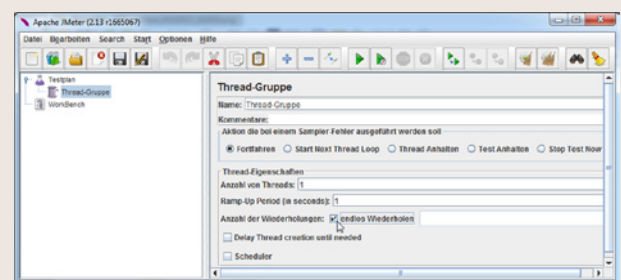 Apache JMeter (2.13 r1665067)
Datei Bearbeiten Search Start Optionen Hilfe
Testplan
Thread-Gruppe
WorkBench
Thread-Gruppe
Name: Thread-Gruppe
Kommentare:
Aktion die bei einem Sampler Fehler ausgeführt werden soll
Fortfahren Start Next Thread Loop Thread Anhalten Test Anhalten Stop Test Now
Thread-Eigenschaften
Anzahl von Threads: 1
Ramp-Up Period (in seconds): 1
Anzahl der Wiederholungen: endlos Wiederholen
Delay Thread creation until needed
Scheduler